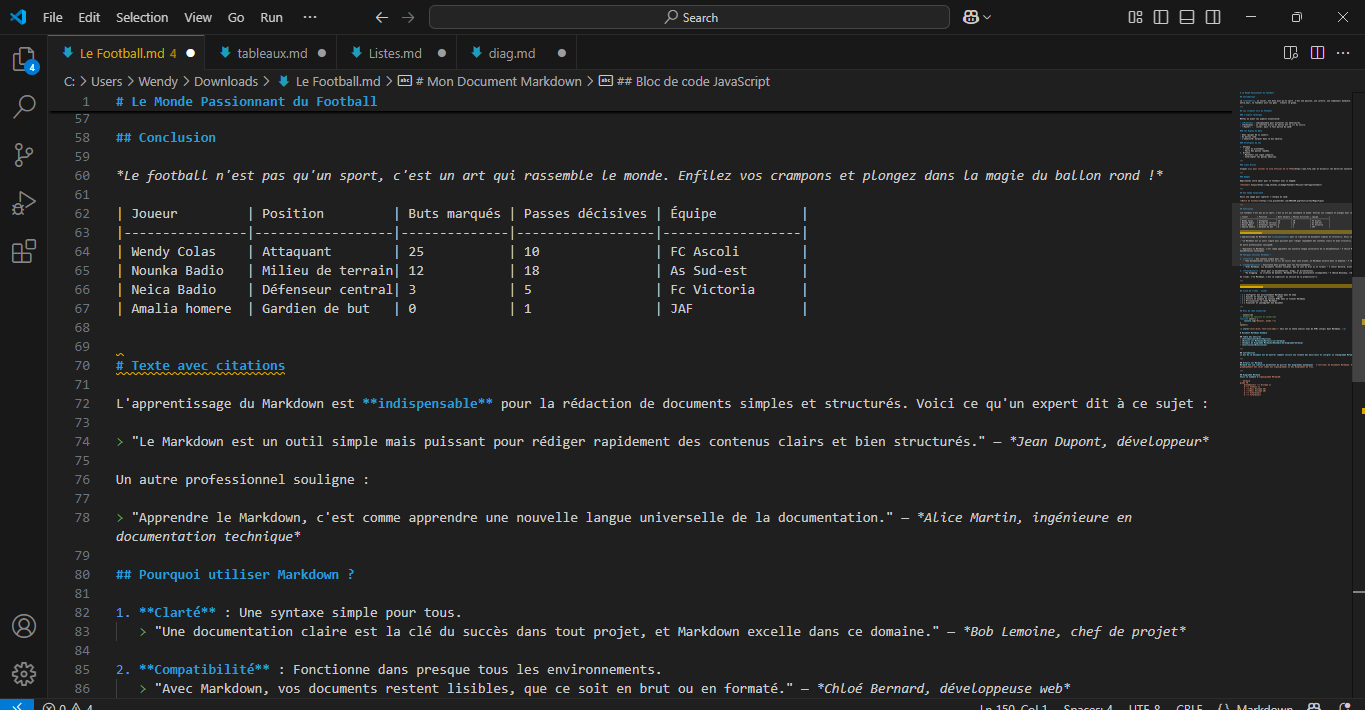 File Edit Selection View Go Run ··· Search
Le Football.md 4 tableaux.md Listes.md diag.md
C: > Users > Wendy > Downloads > Le Football.md > # Mon Document Markdown > ## Bloc de code JavaScript
1 # Le Monde Passionnant du Football
57
58 ## Conclusion
59
60 *Le football n'est pas qu'un sport, c'est un art qui rassemble le monde. Enfilez vos crampons et plongez dans la magie du ballon rond !*
61
62 | Joueur | Position | Buts marqués | Passes décisives | Équipe |
63 |----------------|------------------|--------------|------------------|------------------|
64 | Wendy Colas | Attaquant | 25 | 10 | FC Ascoli |
65 | Nounka Badio | Milieu de terrain| 12 | 18 | As Sud-est |
66 | Neica Badio | Défenseur central| 3 | 5 | Fc Victoria |
67 | Amalia homere | Gardien de but | 0 | 1 | JAF |
68
69
70 # Texte avec citations
71
72 L'apprentissage du Markdown est **indispensable** pour la rédaction de documents simples et structurés. Voici ce qu'un expert dit à ce sujet :
73
74 > "Le Markdown est un outil simple mais puissant pour rédiger rapidement des contenus clairs et bien structurés." — *Jean Dupont, développeur*
75
76 Un autre professionnel souligne :
77
78 > "Apprendre le Markdown, c'est comme apprendre une nouvelle langue universelle de la documentation." — *Alice Martin, ingénieure en
documentation technique*
79
80 ## Pourquoi utiliser Markdown ?
81
82 1. **Clarté** : Une syntaxe simple pour tous.
83 > "Une documentation claire est la clé du succès dans tout projet, et Markdown excelle dans ce domaine." — *Bob Lemoine, chef de projet*
84
85 2. **Compatibilité** : Fonctionne dans presque tous les environnements.
86 > "Avec Markdown, vos documents restent lisibles, que ce soit en brut ou en formaté." — *Chloé Bernard, développeuse web*
4
0 4 Ln 150, Col 1 Spaces: 4 UTF-8 CRLF {} Markdown